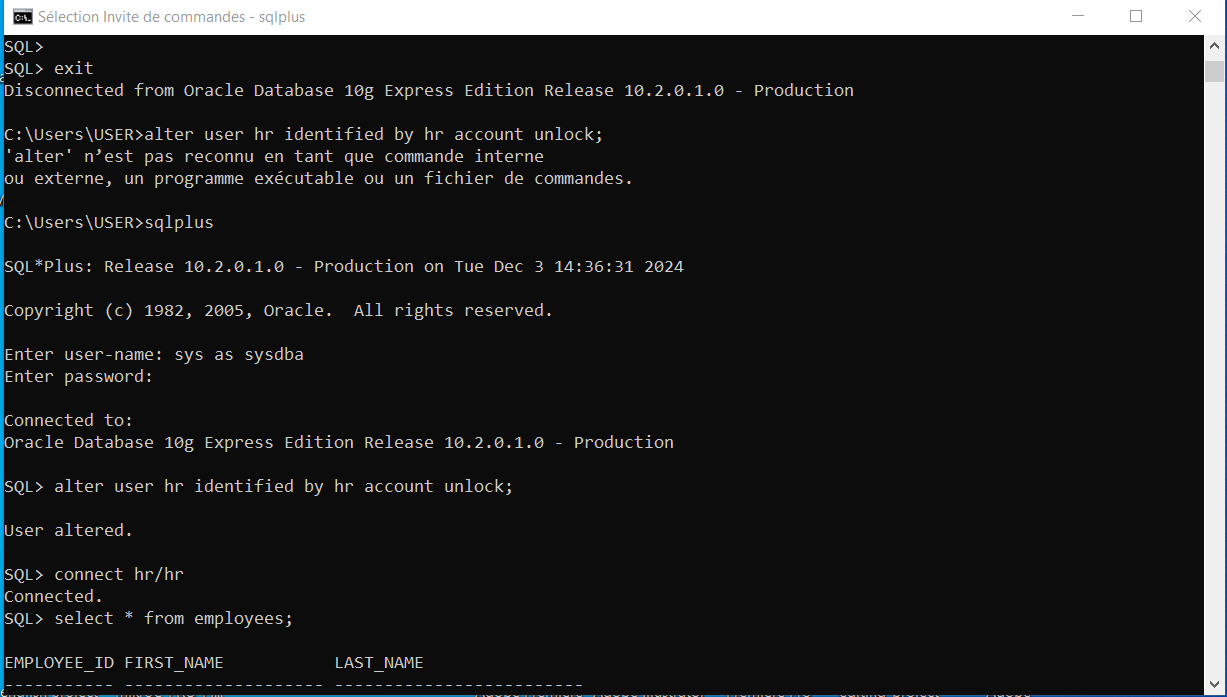 Sélection Invite de commandes - sqlplus
SQL>
SQL> exit
Disconnected from Oracle Database 10g Express Edition Release 10.2.0.1.0 - Production
C:\Users\USER>alter user hr identified by hr account unlock;
'alter' n’est pas reconnu en tant que commande interne
ou externe, un programme exécutable ou un fichier de commandes.
C:\Users\USER>sqlplus
SQL*Plus: Release 10.2.0.1.0 - Production on Tue Dec 3 14:36:31 2024
Copyright (c) 1982, 2005, Oracle.  All rights reserved.
Enter user-name: sys as sysdba
Enter password:
Connected to:
Oracle Database 10g Express Edition Release 10.2.0.1.0 - Production
SQL> alter user hr identified by hr account unlock;
User altered.
SQL> connect hr/hr
Connected.
SQL> select * from employees;
EMPLOYEE_ID FIRST_NAME           LAST_NAME
----------- -------------------- -------------------------